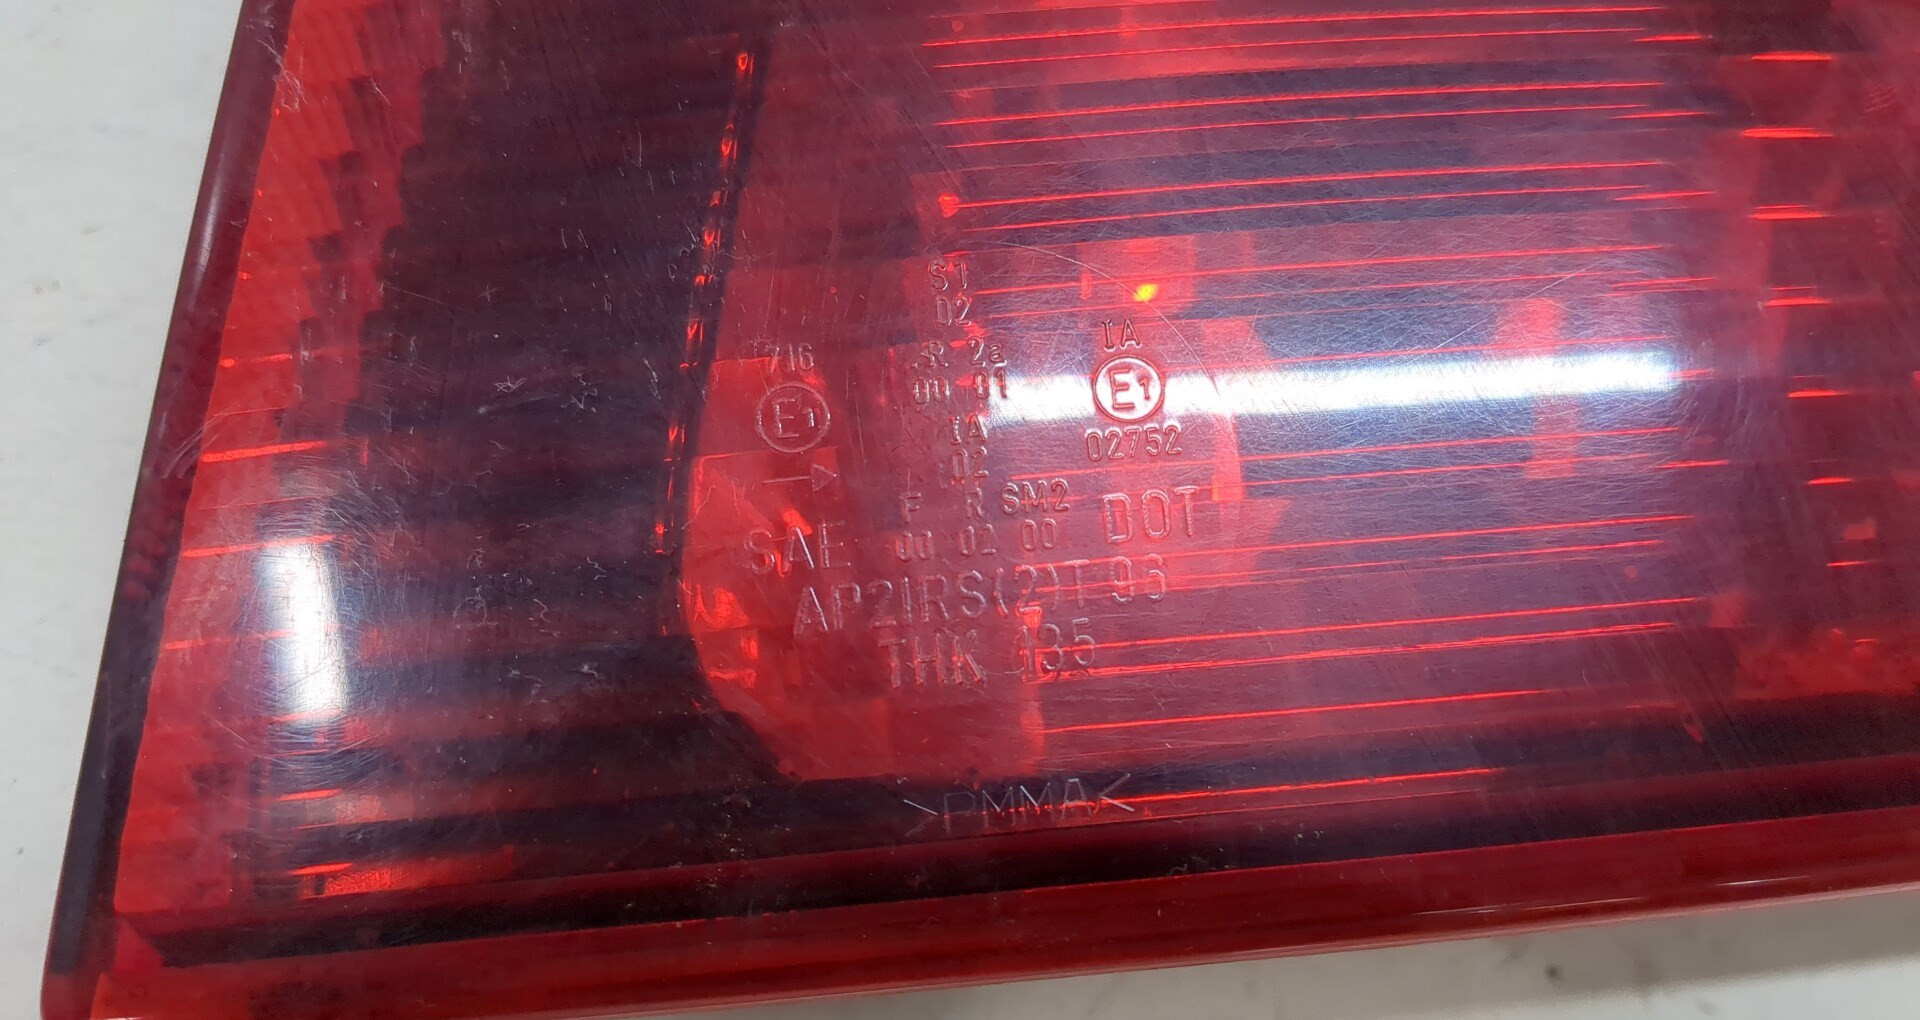 S1
02
R 2a
00 01
IA
02
F R SM2
00 02 00
716
E1
→
IA
E1
02752
SAE DOT
AP2IRS(2)T 96
THK 135
>PMMA<